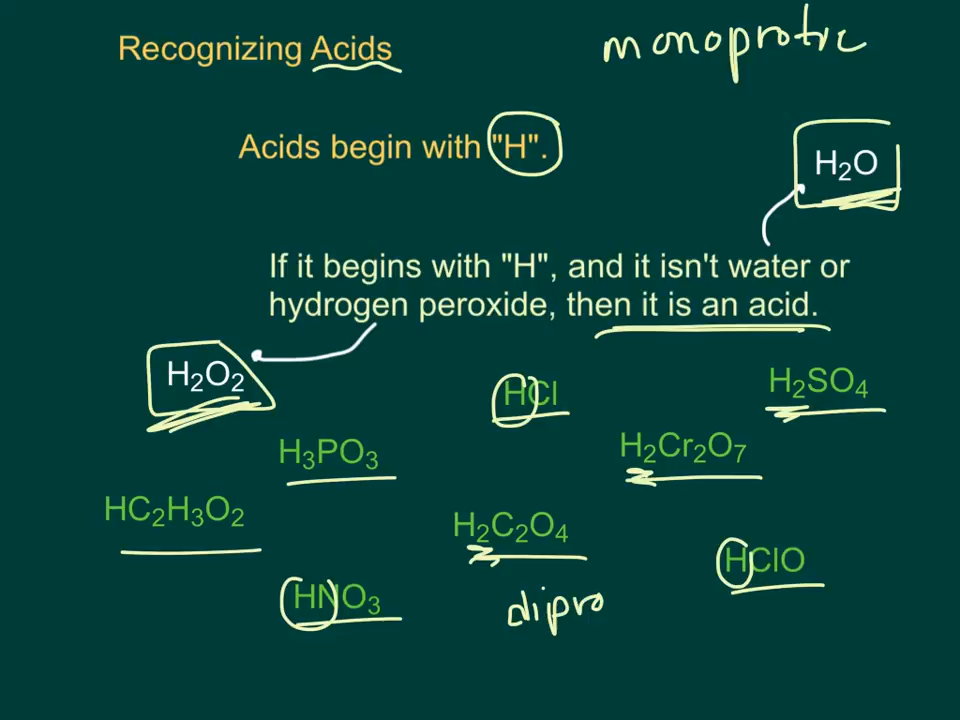 Recognizing Acids
monoprotic
Acids begin with "H".
H₂O
If it begins with "H", and it isn't water or
hydrogen peroxide, then it is an acid.
H₂O₂
HCl
H₂SO₄
H₃PO₃
H₂Cr₂O₇
HC₂H₃O₂
H₂C₂O₄
HClO
HNO₃
dipro